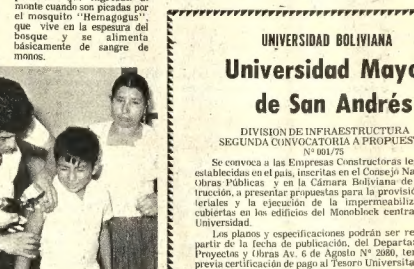 monte cuando son picadas por
el mosquito "Hemagogus",
que vive en la espesura del
bosque y se alimenta
básicamente de sangre de
monos.
UNIVERSIDAD BOLIVIANA
Universidad Mayo
de San Andrés
DIVISION DE INFRAESTRUCTURA
SEGUNDA CONVOCATORIA A PROPUEST
Nº 001/75
Se convoca a las Empresas Constructoras le
establecidas en el país, inscritas en el Consejo Na
Obras Públicas y en la Cámara Boliviana de
trucción, a presentar propuestas para la provisió
teriales y la ejecución de la impermeabiliz
cubiertas en los edificios del Monoblock central
Universidad.
Los planos y especificaciones podrán ser re
partir de la fecha de publicación, del Departa
Proyectos y Obras Av. 6 de Agosto Nº 2080, ter
previa certificación de pago al Tesoro Universita